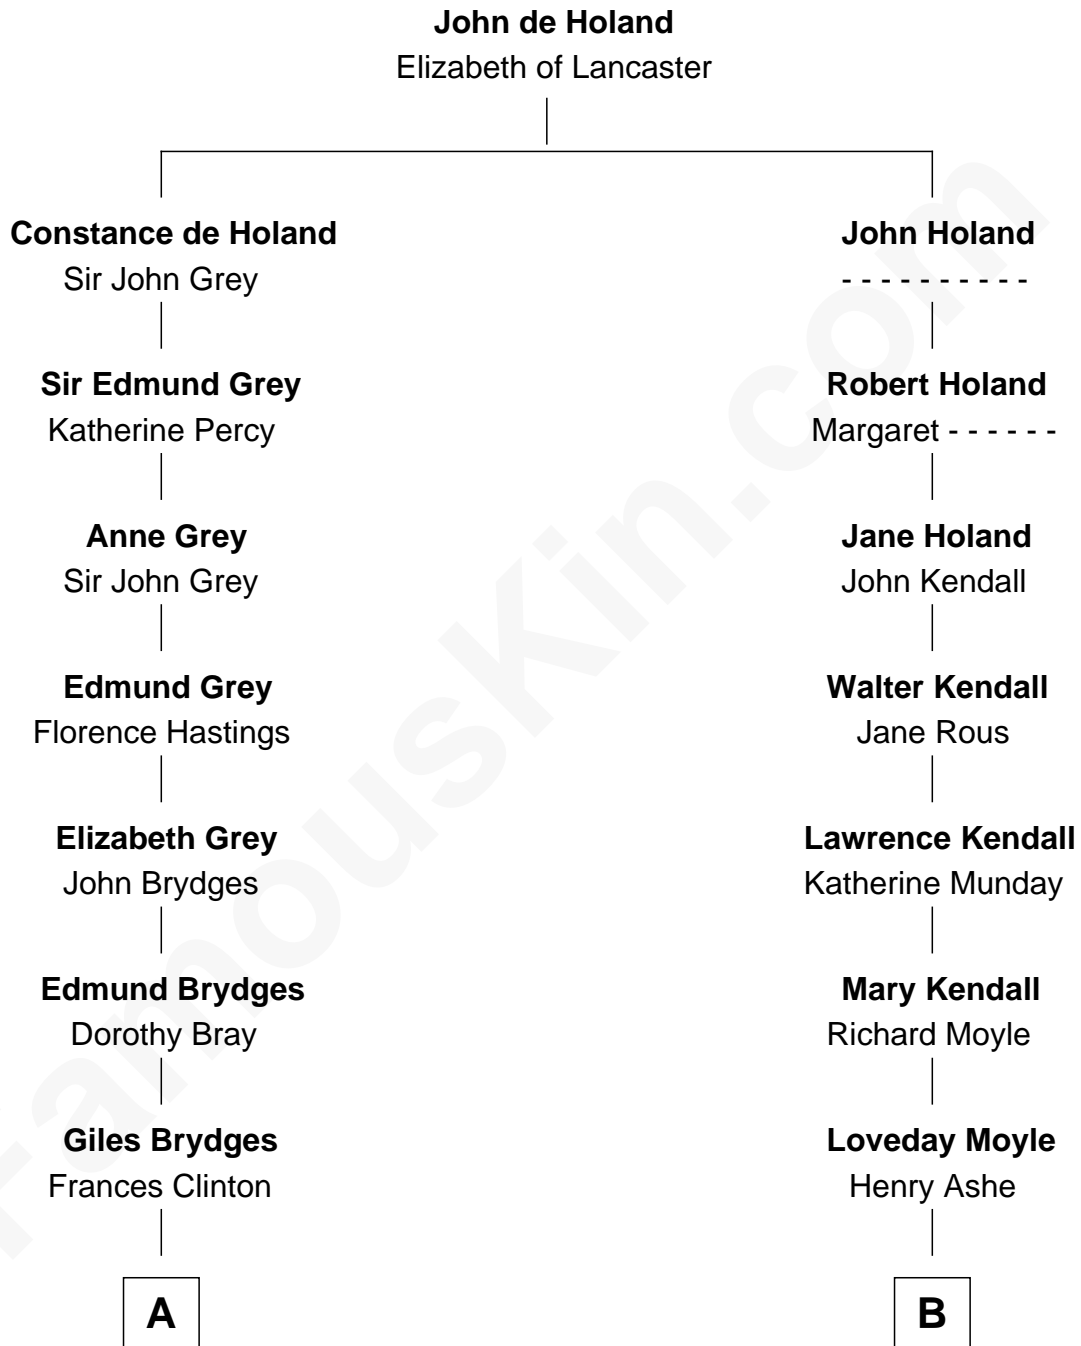 John de Holand
Elizabeth of Lancaster
Constance de Holand
Sir John Grey
John Holand
- - - - - - - - - -
Sir Edmund Grey
Katherine Percy
Robert Holand
Margaret - - - - - -
Anne Grey
Sir John Grey
Jane Holand
John Kendall
Edmund Grey
Florence Hastings
Walter Kendall
Jane Rous
Elizabeth Grey
John Brydges
Lawrence Kendall
Katherine Munday
Edmund Brydges
Dorothy Bray
Mary Kendall
Richard Moyle
Giles Brydges
Frances Clinton
Loveday Moyle
Henry Ashe
A
B
FamousKin.com